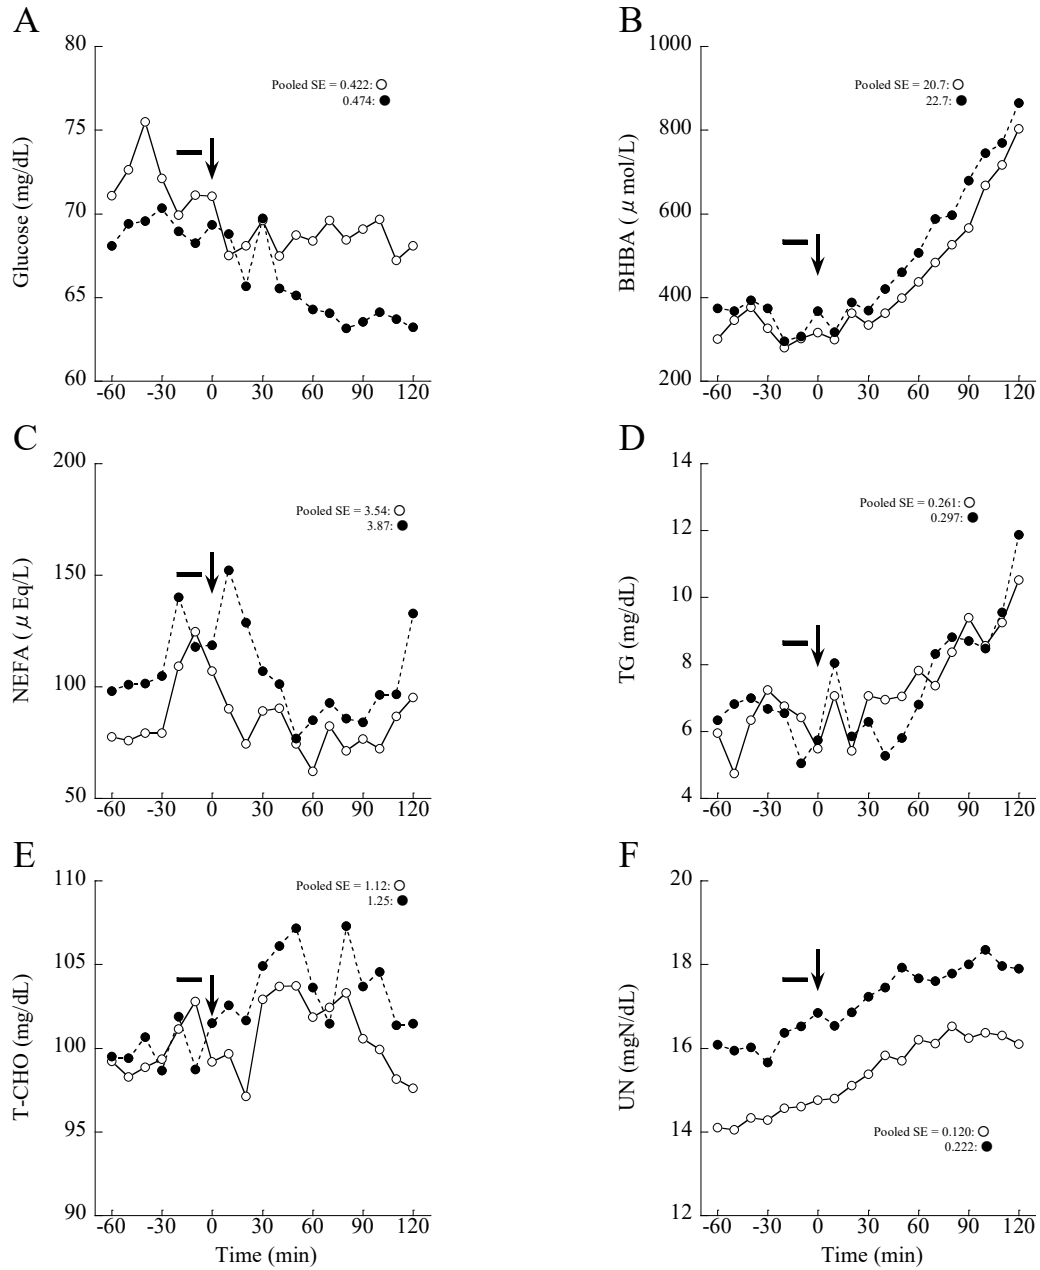 A
Glucose (mg/dL)
80
75
70
65
60
Pooled SE = 0.422:
0.474:
-60 -30 0 30 60 90 120
B
BHBA ( μ mol/L)
1000
800
600
400
200
Pooled SE = 20.7:
22.7:
-60 -30 0 30 60 90 120
C
NEFA ( μ Eq/L)
200
150
100
50
Pooled SE = 3.54:
3.87:
-60 -30 0 30 60 90 120
D
TG (mg/dL)
14
12
10
8
6
4
Pooled SE = 0.261:
0.297:
-60 -30 0 30 60 90 120
E
T-CHO (mg/dL)
110
105
100
95
90
Pooled SE = 1.12:
1.25:
-60 -30 0 30 60 90 120
Time (min)
F
UN (mgN/dL)
20
18
16
14
12
Pooled SE = 0.120:
0.222:
-60 -30 0 30 60 90 120
Time (min)